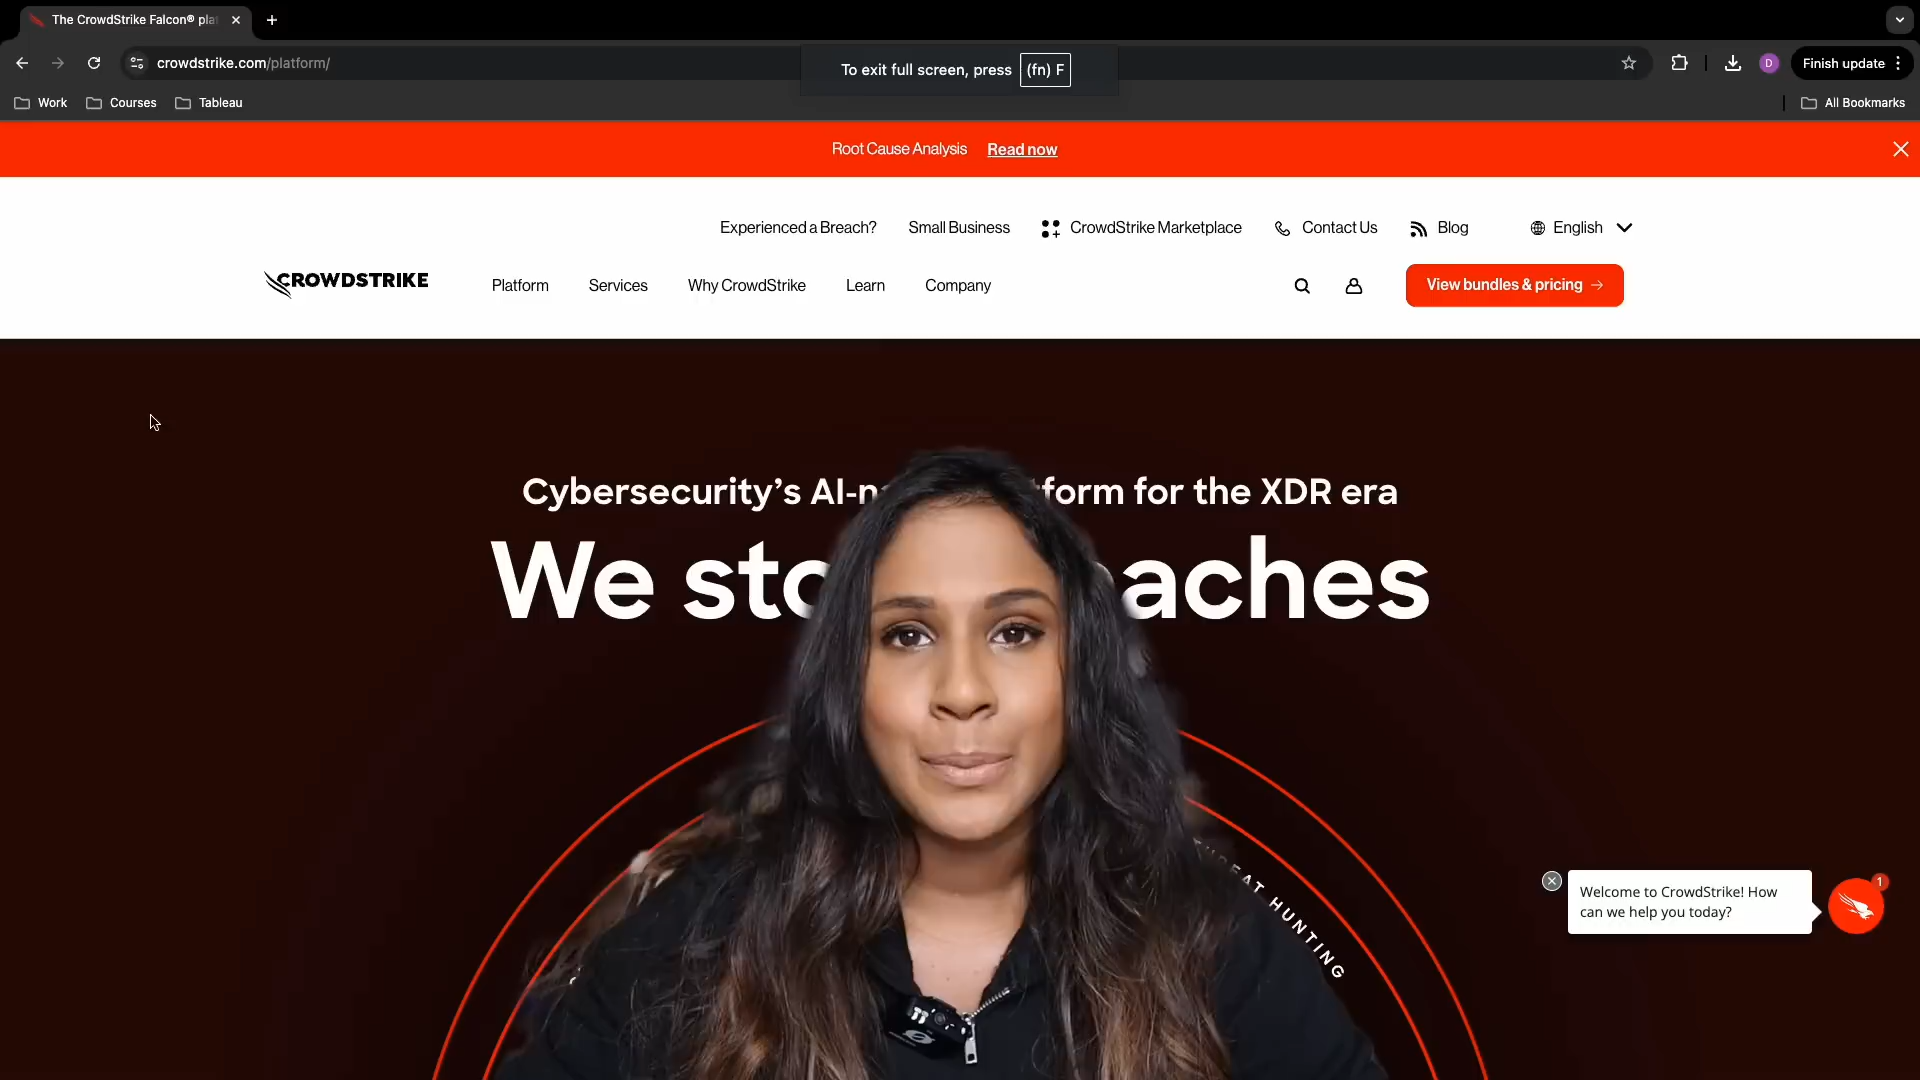 The CrowdStrike Falcon® pla
crowdstrike.com/platform/
To exit full screen, press (fn) F
D
Finish update
Work
Courses
Tableau
All Bookmarks
Root Cause Analysis Read now
Experienced a Breach?
Small Business
CrowdStrike Marketplace
Contact Us
Blog
English
CROWDSTRIKE
Platform
Services
Why CrowdStrike
Learn
Company
View bundles & pricing →
Cybersecurity's AI-n form for the XDR era
We sto aches
HUNTING
Welcome to CrowdStrike! How
can we help you today?
1